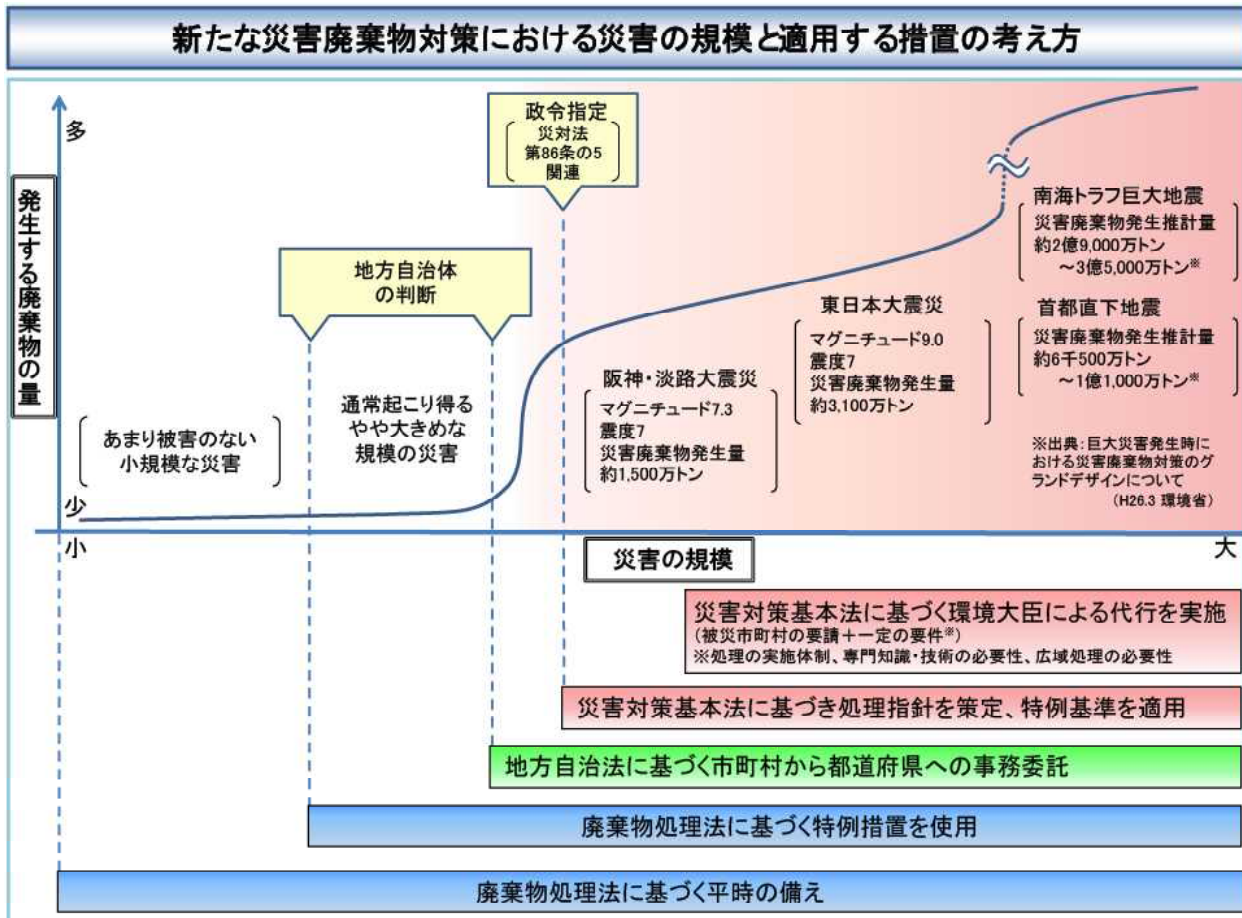 新たな災害廃棄物対策における災害の規模と適用する措置の考え方
多
発生する廃棄物の量
少
小
政令指定
災対法
第86条の5
関連
地方自治体
の判断
あまり被害のない
小規模な災害
通常起こり得る
やや大きめな
規模の災害
阪神・淡路大震災
マグニチュード7.3
震度7
災害廃棄物発生量
約1,500万トン
東日本大震災
マグニチュード9.0
震度7
災害廃棄物発生量
約3,100万トン
南海トラフ巨大地震
災害廃棄物発生推計量
約2億9,000万トン
～3億5,000万トン※
首都直下地震
災害廃棄物発生推計量
約6千500万トン
～1億1,000万トン※
※出典：巨大災害発生時に
おける災害廃棄物対策のグ
ランドデザインについて
（H26.3 環境省）
災害の規模
大
災害対策基本法に基づく環境大臣による代行を実施
（被災市町村の要請＋一定の要件※）
※処理の実施体制、専門知識・技術の必要性、広域処理の必要性
災害対策基本法に基づき処理指針を策定、特例基準を適用
地方自治法に基づく市町村から都道府県への事務委託
廃棄物処理法に基づく特例措置を使用
廃棄物処理法に基づく平時の備え